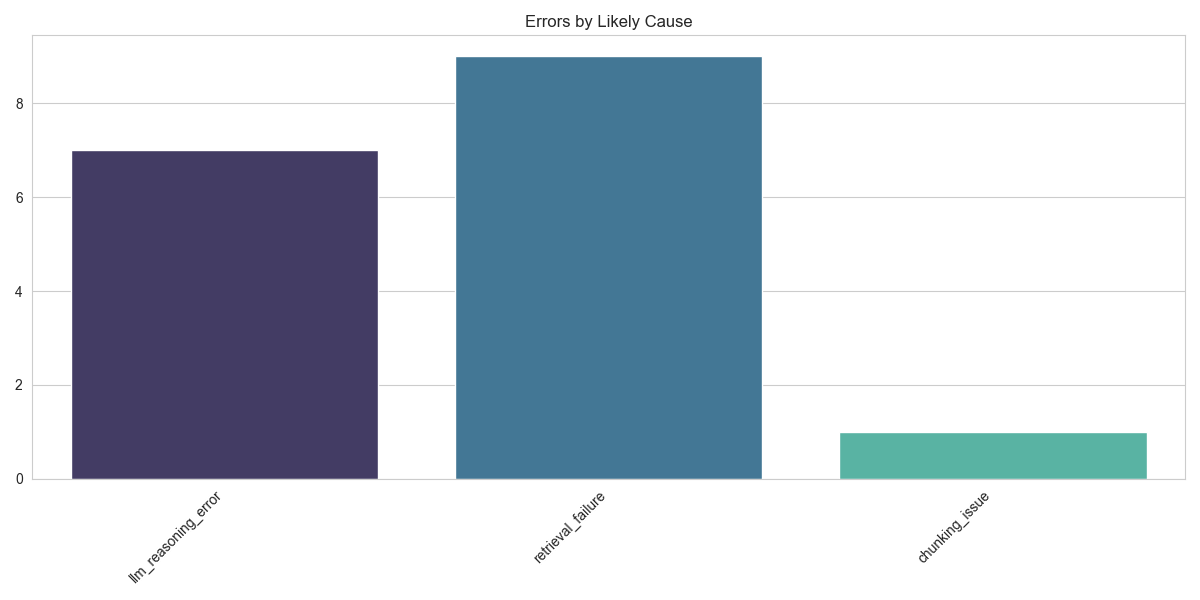 Errors by Likely Cause
8
6
4
2
0
llm_reasoning_error
retrieval_failure
chunking_issue